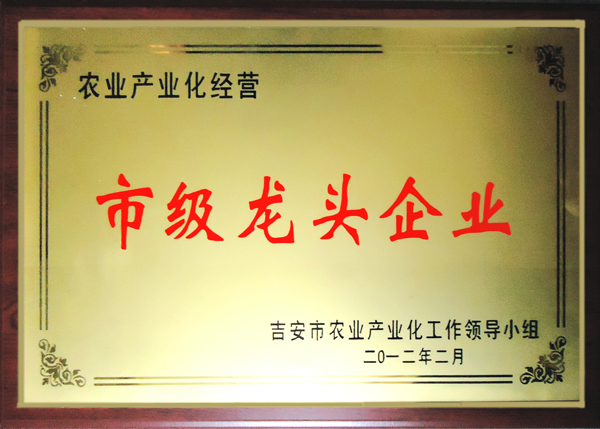 农业产业化经营
市级龙头企业
吉安市农业产业化工作领导小组
二0一二年二月